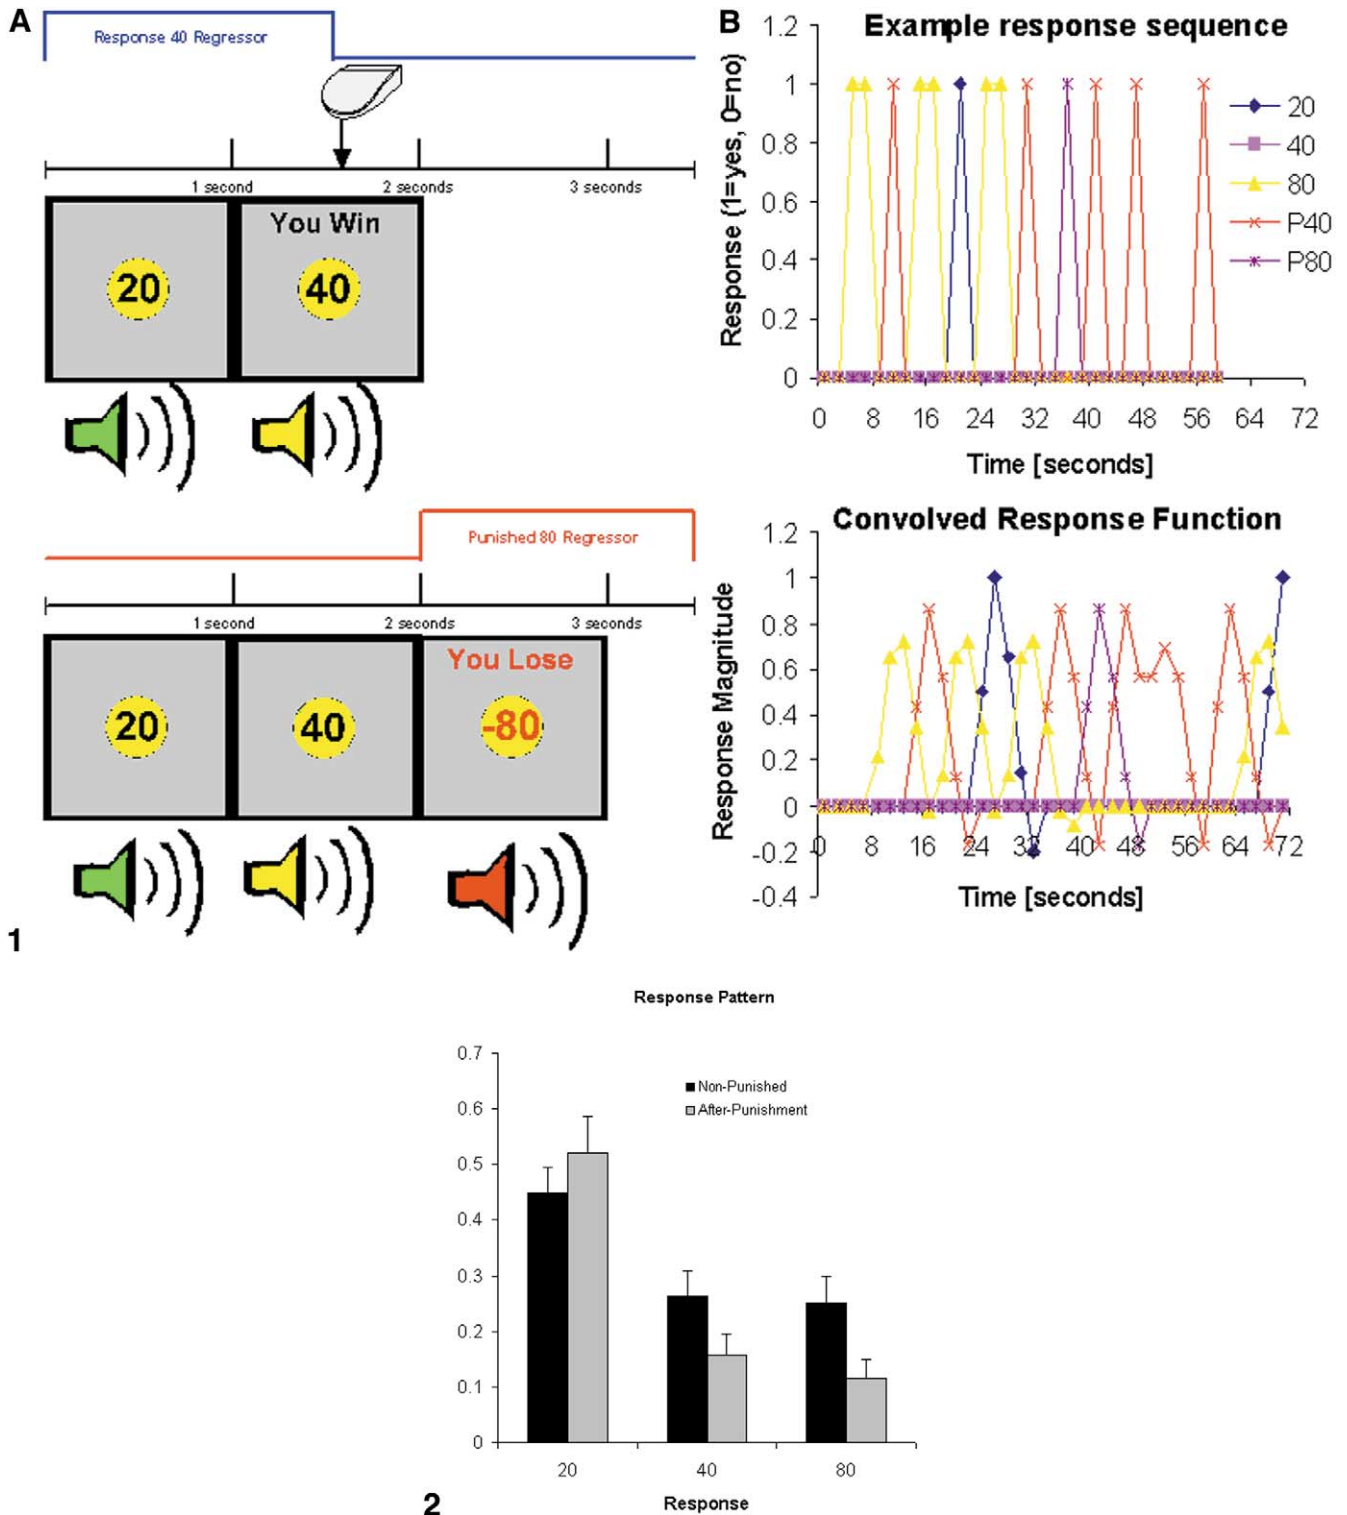 A
Response 40 Regressor
1 second
2 seconds
3 seconds
20
You Win
40
Punished 80 Regressor
1 second
2 seconds
3 seconds
20
40
You Lose
-80
1
B
Example response sequence
Response (1=yes, 0=no)
1.2
1
0.8
0.6
0.4
0.2
0
0 8 16 24 32 40 48 56 64 72
Time [seconds]
20
40
80
P40
P80
Convolved Response Function
Response Magnitude
1.2
1
0.8
0.6
0.4
0.2
0
-0.2
-0.4
0 8 16 24 32 40 48 56 64 72
Time [seconds]
Response Pattern
0.7
0.6
0.5
0.4
0.3
0.2
0.1
0
Non-Punished
After-Punishment
20 40 80
Response
2